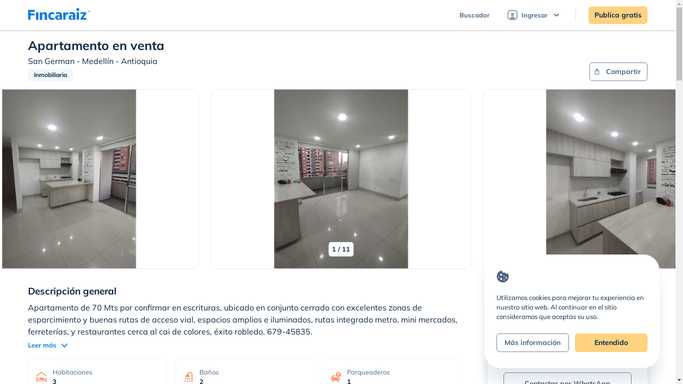 Fincaraiz
Buscador
Ingresar
Publica gratis
Apartamento en venta
San German - Medellín - Antioquia
Inmobiliaria
Compartir
1 / 11
Descripción general
Apartamento de 70 Mts por confirmar en escrituras, ubicado en conjunto cerrado con excelentes zonas de
esparcimiento y buenas rutas de acceso vial, espacios amplios e iluminados, rutas integrado metro, mini mercados,
ferreterías, y restaurantes cerca al cai de colores, éxito robledo. 679-45835.
Leer más
Habitaciones
3
Baños
2
Parqueaderos
1
Utilizamos cookies para mejorar tu experiencia en
nuestro sitio web. Al continuar en el sitio
consideramos que aceptas su uso.
Más información
Entendido
Contactar por WhatsApp